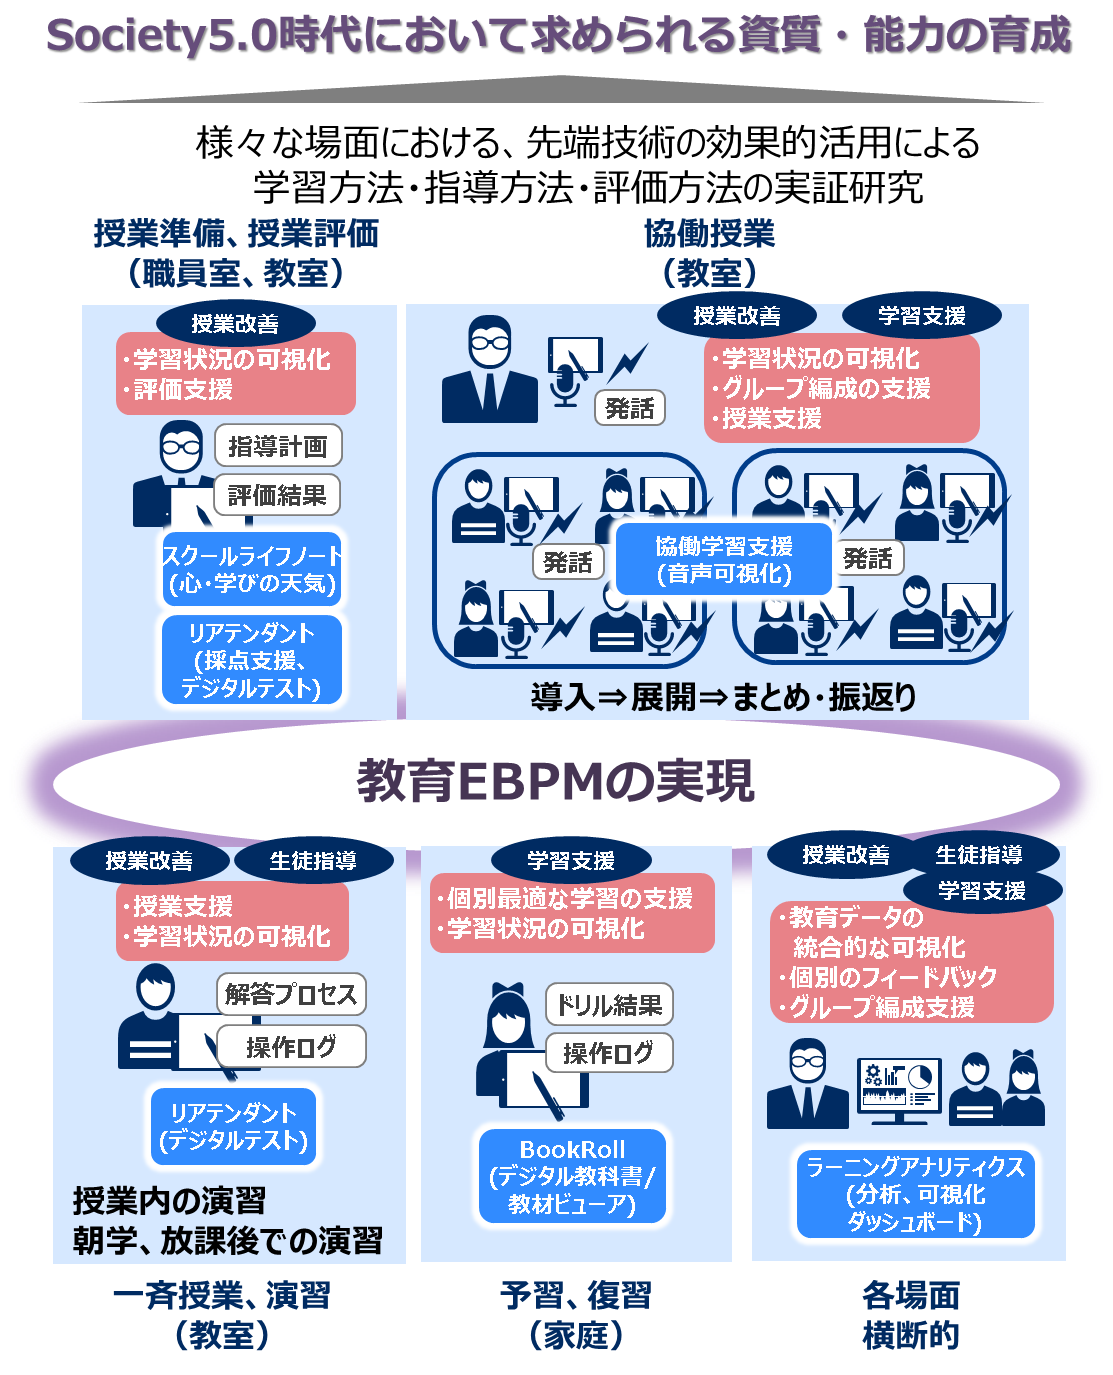 Society5.0時代において求められる資質・能力の育成
様々な場面における、先端技術の効果的活用による
学習方法・指導方法・評価方法の実証研究
授業準備、授業評価
（職員室、教室）
授業改善
・学習状況の可視化
・評価支援
指導計画
評価結果
スクールライフノート
(心・学びの天気)
リアテンダント
(採点支援、
デジタルテスト)
協働授業
（教室）
授業改善
学習支援
・学習状況の可視化
・グループ編成の支援
・授業支援
発話
発話
協働学習支援
(音声可視化)
発話
導入⇒展開⇒まとめ・振返り
教育EBPMの実現
授業改善
生徒指導
・授業支援
・学習状況の可視化
解答プロセス
操作ログ
リアテンダント
(デジタルテスト)
授業内の演習
朝学、放課後での演習
一斉授業、演習
（教室）
学習支援
・個別最適な学習の支援
・学習状況の可視化
ドリル結果
操作ログ
BookRoll
(デジタル教科書/
教材ビューア)
予習、復習
（家庭）
授業改善
生徒指導
学習支援
・教育データの
統合的な可視化
・個別のフィードバック
・グループ編成支援
ラーニングアナリティクス
(分析、可視化
ダッシュボード)
各場面
横断的